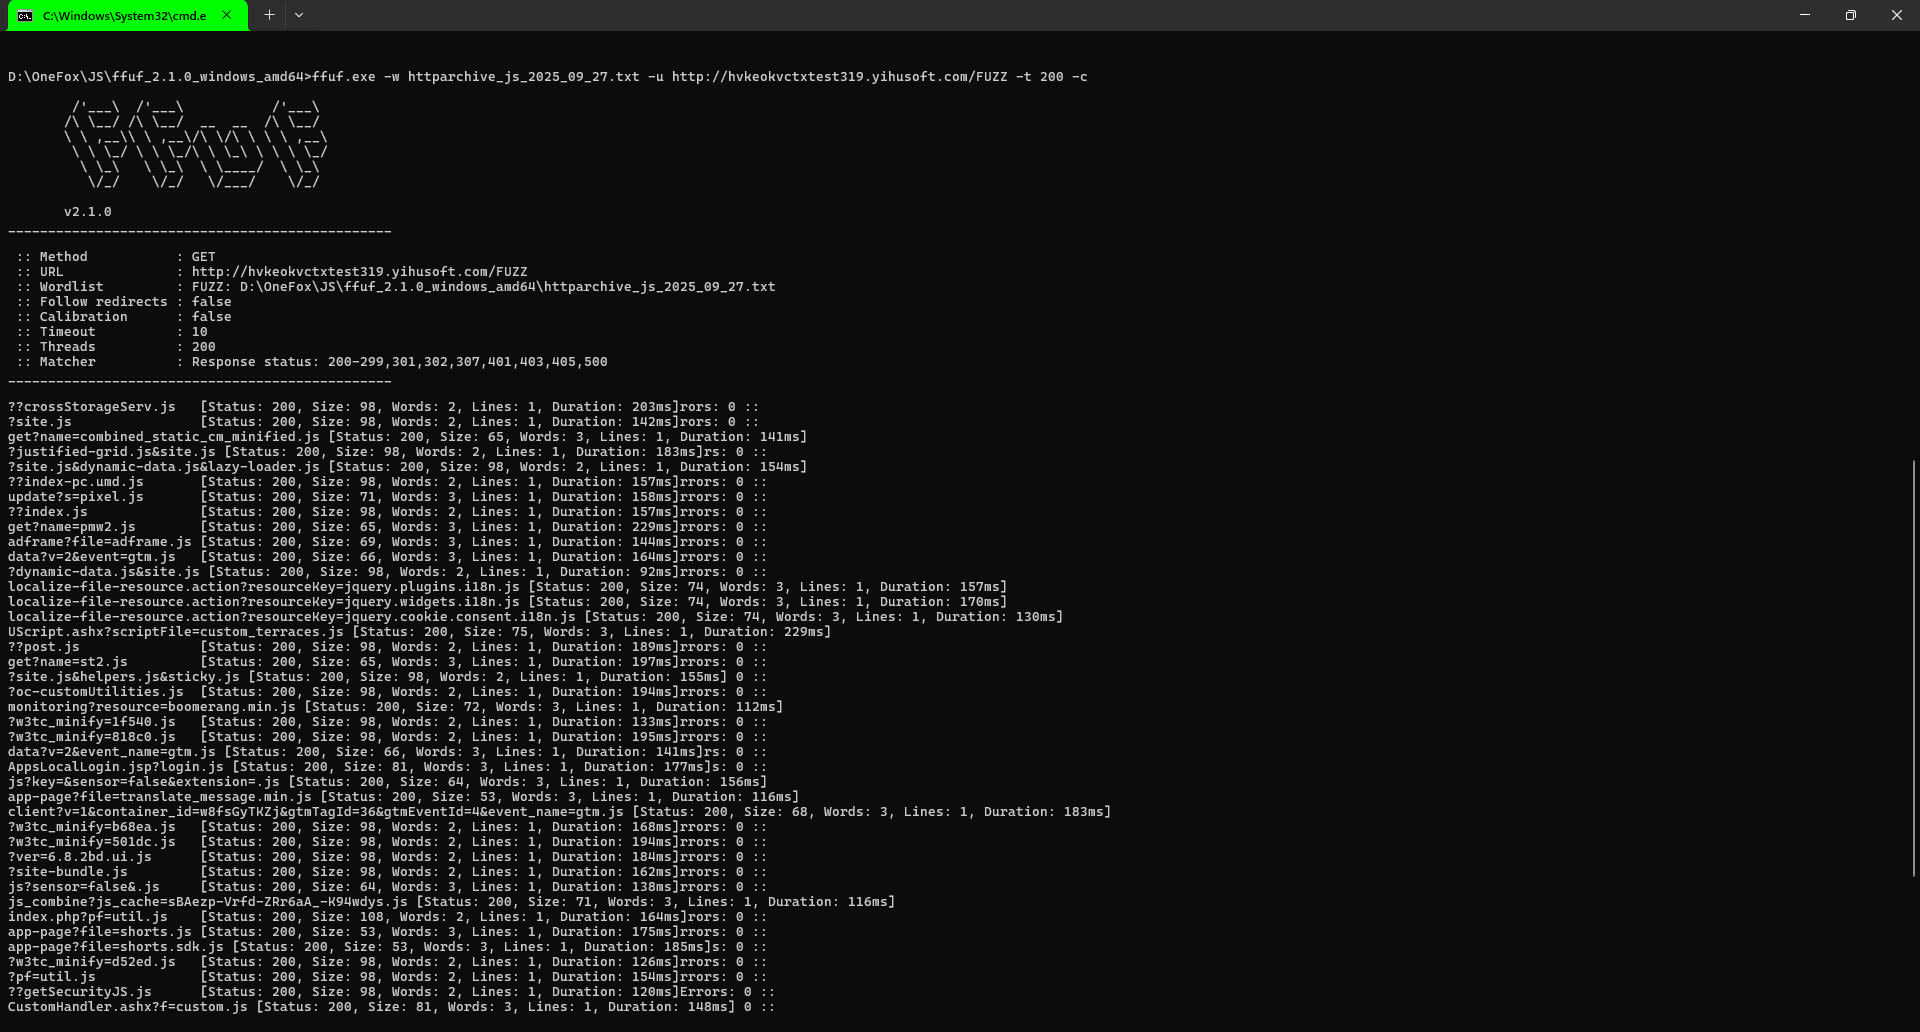 C:\Windows\System32\cmd.e
D:\OneFox\JS\ffuf_2.1.0_windows_amd64>ffuf.exe -w httparchive_js_2025_09_27.txt -u http://hvkeokvctxtest319.yihusoft.com/FUZZ -t 200 -c
        /'___\  /'___\           /'___\
       /\ \__/ /\ \__/  __  __  /\ \__/
       \ \ ,__\\ \ ,__\/\ \/\ \ \ \ ,__\
        \ \ \_/ \ \ \_/\ \ \_\ \ \ \ \_/
         \ \_\   \ \_\  \ \____/  \ \_\
          \/_/    \/_/   \/___/    \/_/
       v2.1.0
________________________________________________
 :: Method           : GET
 :: URL              : http://hvkeokvctxtest319.yihusoft.com/FUZZ
 :: Wordlist         : FUZZ: D:\OneFox\JS\ffuf_2.1.0_windows_amd64\httparchive_js_2025_09_27.txt
 :: Follow redirects : false
 :: Calibration      : false
 :: Timeout          : 10
 :: Threads          : 200
 :: Matcher          : Response status: 200-299,301,302,307,401,403,405,500
________________________________________________
??crossStorageServ.js   [Status: 200, Size: 98, Words: 2, Lines: 1, Duration: 203ms]rors: 0 ::
?site.js                [Status: 200, Size: 98, Words: 2, Lines: 1, Duration: 142ms]rors: 0 ::
get?name=combined_static_cm_minified.js [Status: 200, Size: 65, Words: 3, Lines: 1, Duration: 141ms]
?justified-grid.js&site.js [Status: 200, Size: 98, Words: 2, Lines: 1, Duration: 183ms]rs: 0 ::
?site.js&dynamic-data.js&lazy-loader.js [Status: 200, Size: 98, Words: 2, Lines: 1, Duration: 154ms]
??index-pc.umd.js       [Status: 200, Size: 98, Words: 2, Lines: 1, Duration: 157ms]rrors: 0 ::
update?s=pixel.js       [Status: 200, Size: 71, Words: 3, Lines: 1, Duration: 158ms]rrors: 0 ::
??index.js              [Status: 200, Size: 98, Words: 2, Lines: 1, Duration: 157ms]rrors: 0 ::
get?name=pmw2.js        [Status: 200, Size: 65, Words: 3, Lines: 1, Duration: 229ms]rrors: 0 ::
adframe?file=adframe.js [Status: 200, Size: 69, Words: 3, Lines: 1, Duration: 144ms]rrors: 0 ::
data?v=2&event=gtm.js   [Status: 200, Size: 66, Words: 3, Lines: 1, Duration: 164ms]rrors: 0 ::
?dynamic-data.js&site.js [Status: 200, Size: 98, Words: 2, Lines: 1, Duration: 92ms]rrors: 0 ::
localize-file-resource.action?resourceKey=jquery.plugins.i18n.js [Status: 200, Size: 74, Words: 3, Lines: 1, Duration: 157ms]
localize-file-resource.action?resourceKey=jquery.widgets.i18n.js [Status: 200, Size: 74, Words: 3, Lines: 1, Duration: 170ms]
localize-file-resource.action?resourceKey=jquery.cookie.consent.i18n.js [Status: 200, Size: 74, Words: 3, Lines: 1, Duration: 130ms]
UScript.ashx?scriptFile=custom_terraces.js [Status: 200, Size: 75, Words: 3, Lines: 1, Duration: 229ms]
??post.js               [Status: 200, Size: 98, Words: 2, Lines: 1, Duration: 189ms]rrors: 0 ::
get?name=st2.js         [Status: 200, Size: 65, Words: 3, Lines: 1, Duration: 197ms]rrors: 0 ::
?site.js&helpers.js&sticky.js [Status: 200, Size: 98, Words: 2, Lines: 1, Duration: 155ms] 0 ::
?oc-customUtilities.js  [Status: 200, Size: 98, Words: 2, Lines: 1, Duration: 194ms]rrors: 0 ::
monitoring?resource=boomerang.min.js [Status: 200, Size: 72, Words: 3, Lines: 1, Duration: 112ms]
?w3tc_minify=1f540.js   [Status: 200, Size: 98, Words: 2, Lines: 1, Duration: 133ms]rrors: 0 ::
?w3tc_minify=818c0.js   [Status: 200, Size: 98, Words: 2, Lines: 1, Duration: 195ms]rrors: 0 ::
data?v=2&event_name=gtm.js [Status: 200, Size: 66, Words: 3, Lines: 1, Duration: 141ms]rs: 0 ::
AppsLocalLogin.jsp?login.js [Status: 200, Size: 81, Words: 3, Lines: 1, Duration: 177ms]s: 0 ::
js?key=&sensor=false&extension=.js [Status: 200, Size: 64, Words: 3, Lines: 1, Duration: 156ms]
app-page?file=translate_message.min.js [Status: 200, Size: 53, Words: 3, Lines: 1, Duration: 116ms]
client?v=1&container_id=w8fsGyTKZj&gtmTagId=36&gtmEventId=4&event_name=gtm.js [Status: 200, Size: 68, Words: 3, Lines: 1, Duration: 183ms]
?w3tc_minify=b68ea.js   [Status: 200, Size: 98, Words: 2, Lines: 1, Duration: 168ms]rrors: 0 ::
?w3tc_minify=501dc.js   [Status: 200, Size: 98, Words: 2, Lines: 1, Duration: 194ms]rrors: 0 ::
?ver=6.8.2bd.ui.js      [Status: 200, Size: 98, Words: 2, Lines: 1, Duration: 184ms]rrors: 0 ::
?site-bundle.js         [Status: 200, Size: 98, Words: 2, Lines: 1, Duration: 162ms]rrors: 0 ::
js?sensor=false&.js     [Status: 200, Size: 64, Words: 3, Lines: 1, Duration: 138ms]rrors: 0 ::
js_combine?js_cache=sBAezp-Vrfd-ZRr6aA_-K94wdys.js [Status: 200, Size: 71, Words: 3, Lines: 1, Duration: 116ms]
index.php?pf=util.js    [Status: 200, Size: 108, Words: 2, Lines: 1, Duration: 164ms]rors: 0 ::
app-page?file=shorts.js [Status: 200, Size: 53, Words: 3, Lines: 1, Duration: 175ms]rrors: 0 ::
app-page?file=shorts.sdk.js [Status: 200, Size: 53, Words: 3, Lines: 1, Duration: 185ms]s: 0 ::
?w3tc_minify=d52ed.js   [Status: 200, Size: 98, Words: 2, Lines: 1, Duration: 126ms]rrors: 0 ::
?pf=util.js             [Status: 200, Size: 98, Words: 2, Lines: 1, Duration: 154ms]rrors: 0 ::
??getSecurityJS.js      [Status: 200, Size: 98, Words: 2, Lines: 1, Duration: 120ms]Errors: 0 ::
CustomHandler.ashx?f=custom.js [Status: 200, Size: 81, Words: 3, Lines: 1, Duration: 148ms] 0 ::